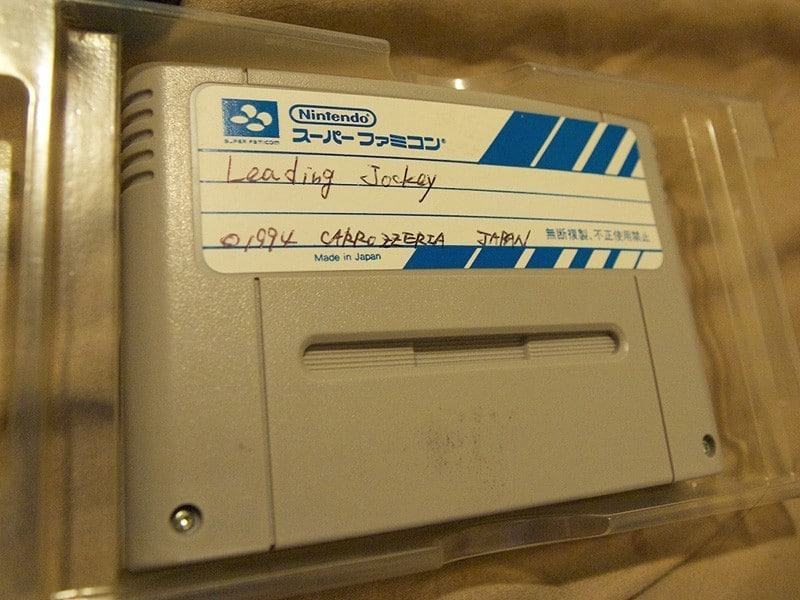 Nintendo
SUPER FAMICOM
スーパーファミコン®
Leading Jockey
©1994 CARROZZERIA JAPAN
無断複製、不正使用禁止
Made in Japan